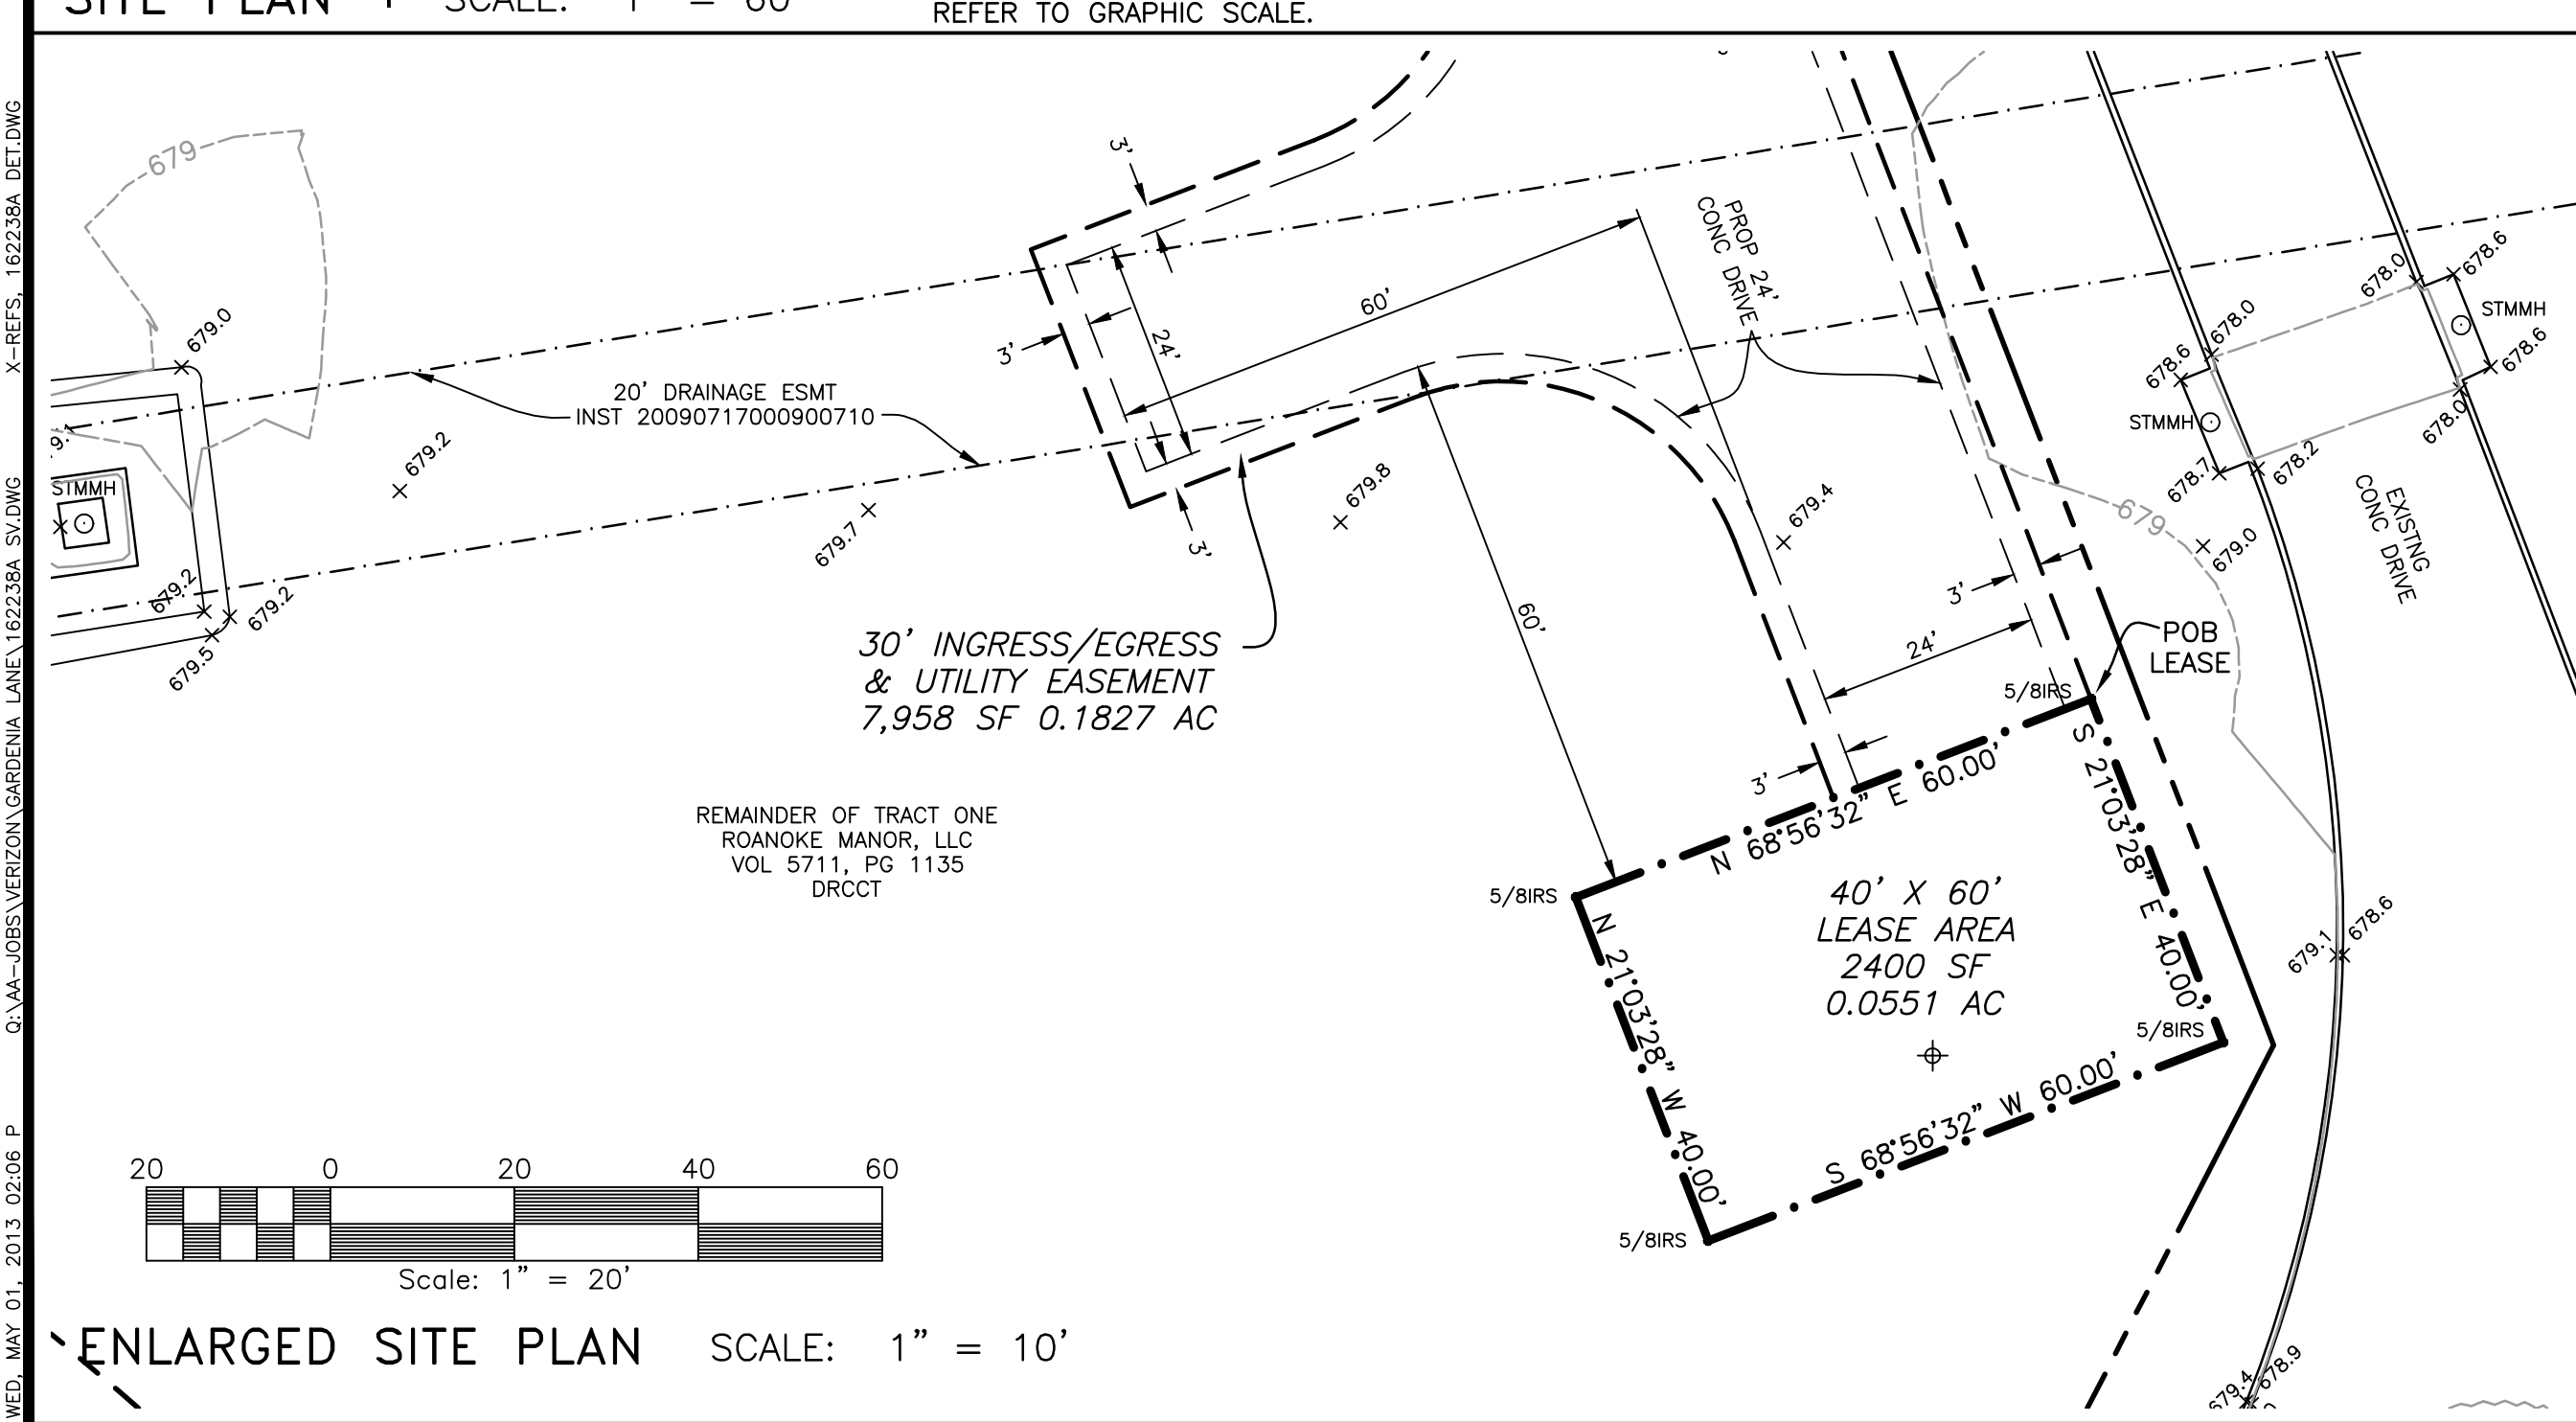 SITE PLAN SCALE: 1" = 60'
REFER TO GRAPHIC SCALE.
X-REFS, 162238A DET.DWG
Q:\AA-JOBS\VERIZON\GARDENIA LANE\162238A SV.DWG
WED, MAY 01, 2013 02:06 P
679
679.0
20' DRAINAGE ESMT
INST 20090717000900710
679.2
STMMH
679.2
679.2
679.5
679.7
679.8
3'
3'
24'
60'
3'
PROP 24'
CONC DRIVE
679.4
60'
30' INGRESS/EGRESS
& UTILITY EASEMENT
7,958 SF 0.1827 AC
REMAINDER OF TRACT ONE
ROANOKE MANOR, LLC
VOL 5711, PG 1135
DRCCT
678.0
678.6
STMMH
678.6
678.0
678.0
678.6
STMMH
678.7
678.2
679
679.0
EXISTNG
CONC DRIVE
3'
24'
3'
POB
LEASE
5/8IRS
N 68°56'32" E 60.00'
S 21°03'28" E 40.00'
5/8IRS
N 21°03'28" W 40.00'
40' X 60'
LEASE AREA
2400 SF
0.0551 AC
5/8IRS
S 68°56'32" W 60.00'
5/8IRS
679.1
678.6
679.4
678.9
20 0 20 40 60
Scale: 1" = 20'
ENLARGED SITE PLAN SCALE: 1" = 10'